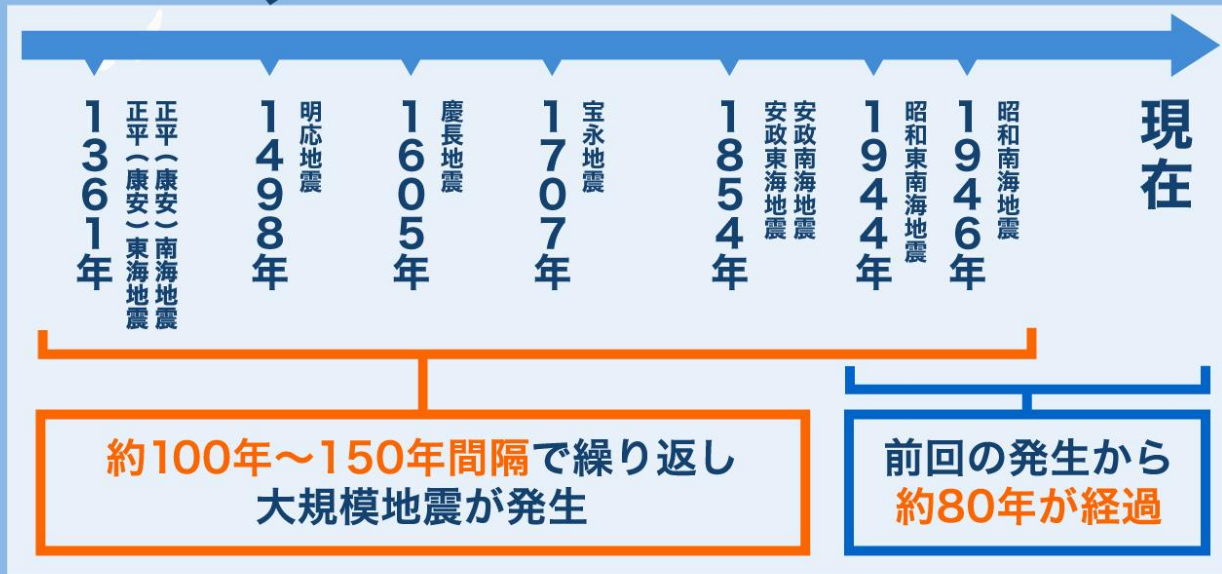 1361年
正平（康安）東海地震
正平（康安）南海地震
1498年
明応地震
1605年
慶長地震
1707年
宝永地震
1854年
安政東海地震
安政南海地震
1944年
昭和東南海地震
1946年
昭和南海地震
現在
約100年～150年間隔で繰り返し
大規模地震が発生
前回の発生から
約80年が経過